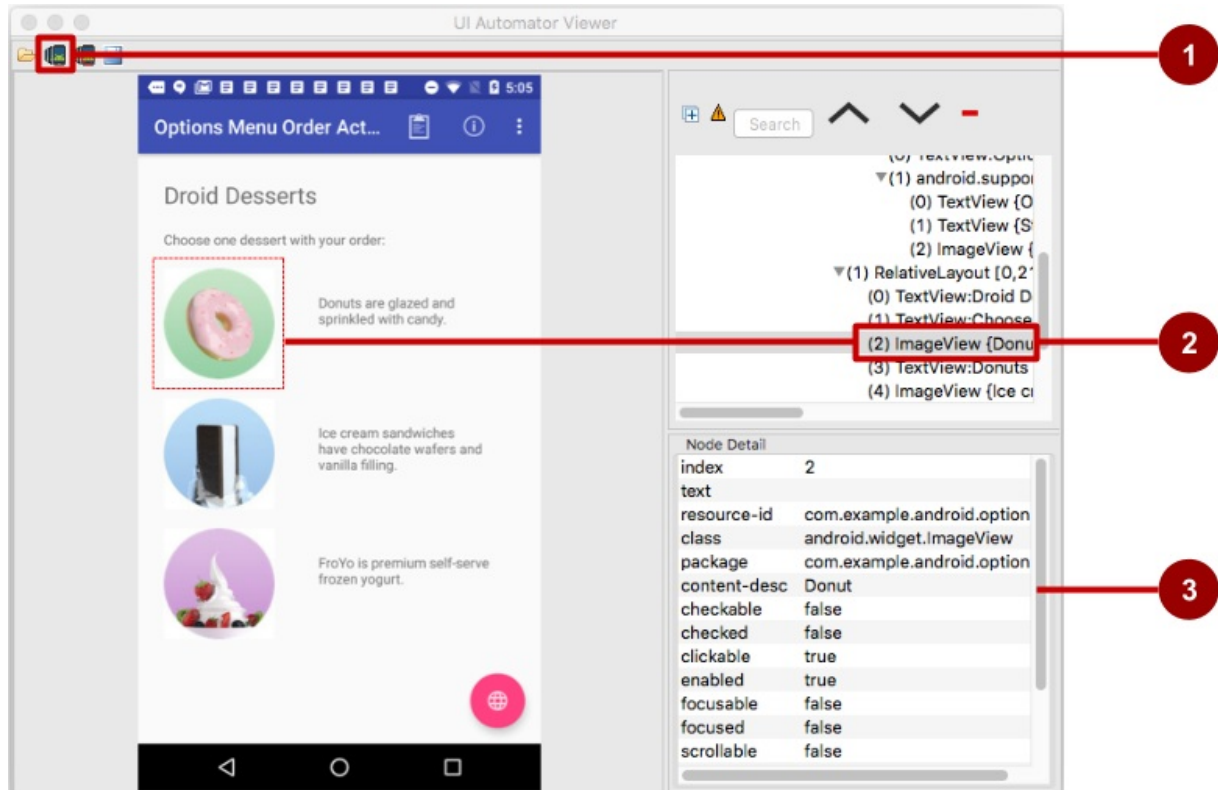 UI Automator Viewer
1
5:05
Options Menu Order Act...
Search
Droid Desserts
Choose one dessert with your order:
Donuts are glazed and
sprinkled with candy.
Ice cream sandwiches
have chocolate wafers and
vanilla filling.
FroYo is premium self-serve
frozen yogurt.
(0) TextView:Optic
(1) android.suppor
(0) TextView {O
(1) TextView {S
(2) ImageView {
(1) RelativeLayout [0,21
(0) TextView:Droid D
(1) TextView:Choose
(2) ImageView {Donu
2
(3) TextView:Donuts
(4) ImageView {Ice cr
Node Detail
index 2
text
resource-id com.example.android.option
class android.widget.ImageView
package com.example.android.option
content-desc Donut
3
checkable false
checked false
clickable true
enabled true
focusable false
focused false
scrollable false